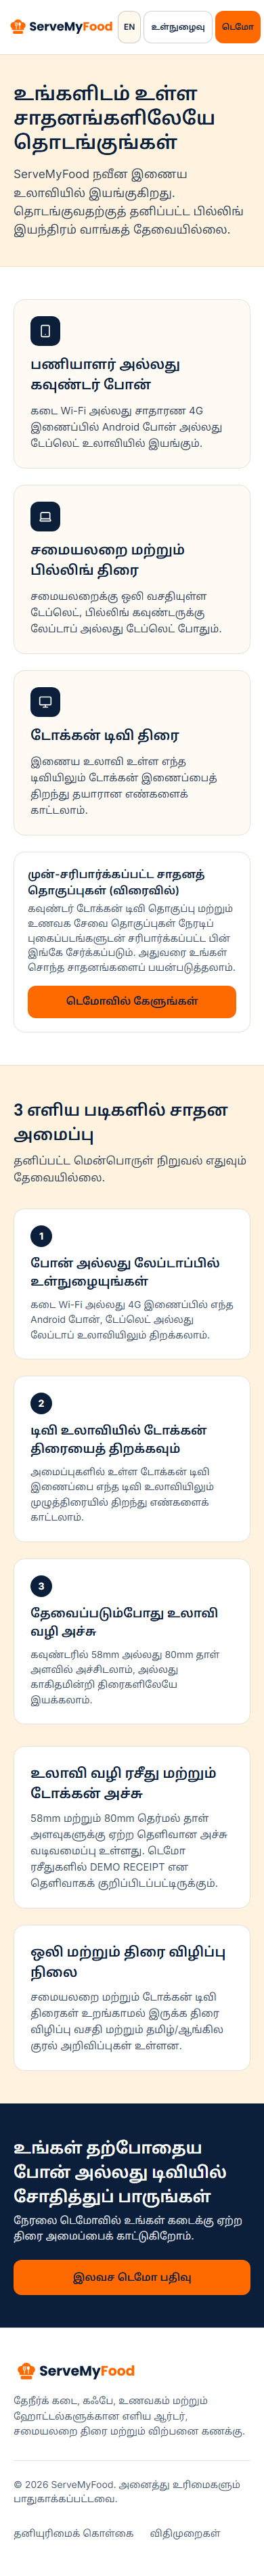 ServeMyFood EN உள்நுழைவு டெமோ
உங்களிடம் உள்ள
சாதனங்களிலேயே
தொடங்குங்கள்
ServeMyFood நவீன இணைய
உலாவியில் இயங்குகிறது.
தொடங்குவதற்குத் தனிப்பட்ட பில்லிங்
இயந்திரம் வாங்கத் தேவையில்லை.
பணியாளர் அல்லது
கவுண்டர் போன்
கடை Wi-Fi அல்லது சாதாரண 4G
இணைப்பில் Android போன் அல்லது
டேப்லெட் உலாவியில் இயங்கும்.
சமையலறை மற்றும்
பில்லிங் திரை
சமையலறைக்கு ஒலி வசதியுள்ள
டேப்லெட், பில்லிங் கவுண்டருக்கு
லேப்டாப் அல்லது டேப்லெட் போதும்.
டோக்கன் டிவி திரை
இணைய உலாவி உள்ள எந்த
டிவியிலும் டோக்கன் இணைப்பைத்
திறந்து தயாரான எண்களைக்
காட்டலாம்.
முன்-சரிபார்க்கப்பட்ட சாதனத்
தொகுப்புகள் (விரைவில்)
கவுண்டர் டோக்கன் டிவி தொகுப்பு மற்றும்
உணவக சேவை தொகுப்புகள் நேரடிப்
புகைப்படங்களுடன் சரிபார்க்கப்பட்ட பின்
இங்கே சேர்க்கப்படும். அதுவரை உங்கள்
சொந்த சாதனங்களைப் பயன்படுத்தலாம்.
டெமோவில் கேளுங்கள்
3 எளிய படிகளில் சாதன
அமைப்பு
தனிப்பட்ட மென்பொருள் நிறுவல் எதுவும்
தேவையில்லை.
1
போன் அல்லது லேப்டாப்பில்
உள்நுழையுங்கள்
கடை Wi-Fi அல்லது 4G இணைப்பில் எந்த
Android போன், டேப்லெட் அல்லது
லேப்டாப் உலாவியிலும் திறக்கலாம்.
2
டிவி உலாவியில் டோக்கன்
திரையைத் திறக்கவும்
அமைப்புகளில் உள்ள டோக்கன் டிவி
இணைப்பை எந்த டிவி உலாவியிலும்
முழுத்திரையில் திறந்து எண்களைக்
காட்டலாம்.
3
தேவைப்படும்போது உலாவி
வழி அச்சு
கவுண்டரில் 58mm அல்லது 80mm தாள்
அளவில் அச்சிடலாம், அல்லது
காகிதமின்றி திரைகளிலேயே
இயக்கலாம்.
உலாவி வழி ரசீது மற்றும்
டோக்கன் அச்சு
58mm மற்றும் 80mm தெர்மல் தாள்
அளவுகளுக்கு ஏற்ற தெளிவான அச்சு
வடிவமைப்பு உள்ளது. டெமோ
ரசீதுகளில் DEMO RECEIPT என
தெளிவாகக் குறிப்பிடப்பட்டிருக்கும்.
ஒலி மற்றும் திரை விழிப்பு
நிலை
சமையலறை மற்றும் டோக்கன் டிவி
திரைகள் உறங்காமல் இருக்க திரை
விழிப்பு வசதி மற்றும் தமிழ்/ஆங்கில
குரல் அறிவிப்புகள் உள்ளன.
உங்கள் தற்போதைய
போன் அல்லது டிவியில்
சோதித்துப் பாருங்கள்
நேரலை டெமோவில் உங்கள் கடைக்கு ஏற்ற
திரை அமைப்பைக் காட்டுகிறோம்.
இலவச டெமோ பதிவு
ServeMyFood
தேநீர்க் கடை, கஃபே, உணவகம் மற்றும்
ஹோட்டல்களுக்கான எளிய ஆர்டர்,
சமையலறை திரை மற்றும் விற்பனை கணக்கு.
© 2026 ServeMyFood. அனைத்து உரிமைகளும்
பாதுகாக்கப்பட்டவை.
தனியுரிமைக் கொள்கை விதிமுறைகள்